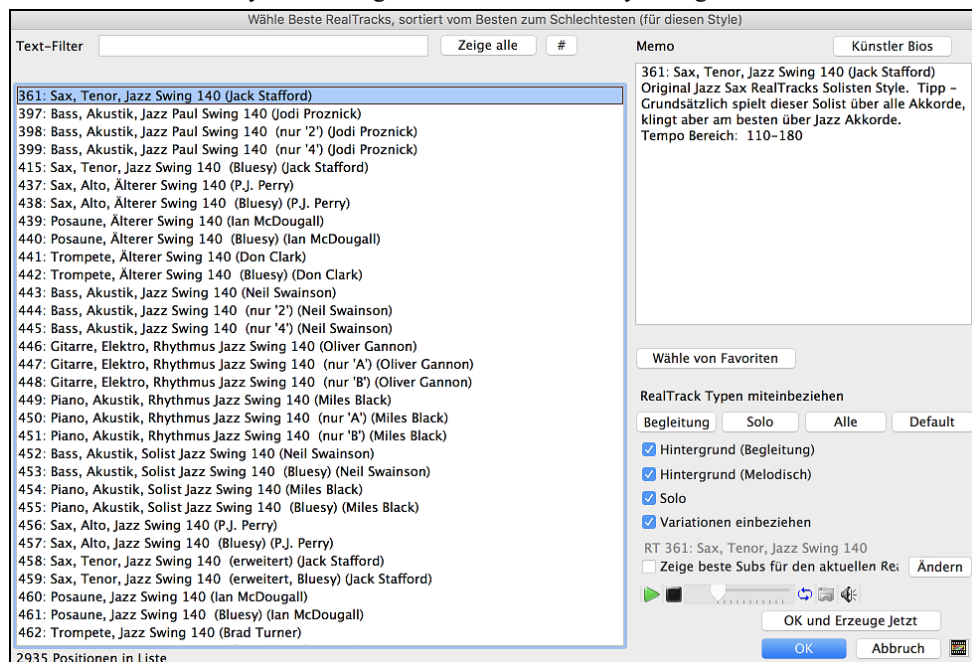 Wähle Beste RealTracks, sortiert vom Besten zum Schlechtesten (für diesen Style)
Text-Filter
Zeige alle
#
361: Sax, Tenor, Jazz Swing 140 (Jack Stafford)
397: Bass, Akustik, Jazz Paul Swing 140 (Jodi Proznick)
398: Bass, Akustik, Jazz Paul Swing 140 (nur '2') (Jodi Proznick)
399: Bass, Akustik, Jazz Paul Swing 140 (nur '4') (Jodi Proznick)
415: Sax, Tenor, Jazz Swing 140 (Bluesy) (Jack Stafford)
437: Sax, Alto, Älterer Swing 140 (P.J. Perry)
438: Sax, Alto, Älterer Swing 140 (Bluesy) (P.J. Perry)
439: Posaune, Älterer Swing 140 (Ian McDougall)
440: Posaune, Älterer Swing 140 (Bluesy) (Ian McDougall)
441: Trompete, Älterer Swing 140 (Don Clark)
442: Trompete, Älterer Swing 140 (Bluesy) (Don Clark)
443: Bass, Akustik, Jazz Swing 140 (Neil Swainson)
444: Bass, Akustik, Jazz Swing 140 (nur '2') (Neil Swainson)
445: Bass, Akustik, Jazz Swing 140 (nur '4') (Neil Swainson)
446: Gitarre, Elektro, Rhythmus Jazz Swing 140 (Oliver Gannon)
447: Gitarre, Elektro, Rhythmus Jazz Swing 140 (nur 'A') (Oliver Gannon)
448: Gitarre, Elektro, Rhythmus Jazz Swing 140 (nur 'B') (Oliver Gannon)
449: Piano, Akustik, Rhythmus Jazz Swing 140 (Miles Black)
450: Piano, Akustik, Rhythmus Jazz Swing 140 (nur 'A') (Miles Black)
451: Piano, Akustik, Rhythmus Jazz Swing 140 (nur 'B') (Miles Black)
452: Bass, Akustik, Solist Jazz Swing 140 (Neil Swainson)
453: Bass, Akustik, Solist Jazz Swing 140 (Bluesy) (Neil Swainson)
454: Piano, Akustik, Solist Jazz Swing 140 (Miles Black)
455: Piano, Akustik, Solist Jazz Swing 140 (Bluesy) (Miles Black)
456: Sax, Alto, Jazz Swing 140 (P.J. Perry)
457: Sax, Alto, Jazz Swing 140 (Bluesy) (P.J. Perry)
458: Sax, Tenor, Jazz Swing 140 (erweitert) (Jack Stafford)
459: Sax, Tenor, Jazz Swing 140 (erweitert, Bluesy) (Jack Stafford)
460: Posaune, Jazz Swing 140 (Ian McDougall)
461: Posaune, Jazz Swing 140 (Bluesy) (Ian McDougall)
462: Trompete, Jazz Swing 140 (Brad Turner)
2935 Positionen in Liste
Memo
Künstler Bios
361: Sax, Tenor, Jazz Swing 140 (Jack Stafford)
Original Jazz Sax RealTracks Solisten Style. Tipp -
Grundsätzlich spielt dieser Solist über alle Akkorde,
klingt aber am besten über Jazz Akkorde.
Tempo Bereich: 110-180
Wähle von Favoriten
RealTrack Typen miteinbeziehen
Begleitung
Solo
Alle
Default
Hintergrund (Begleitung)
Hintergrund (Melodisch)
Solo
Variationen einbeziehen
RT 361: Sax, Tenor, Jazz Swing 140
Zeige beste Subs für den aktuellen Ändern
OK und Erzeuge Jetzt
OK
Abbruch